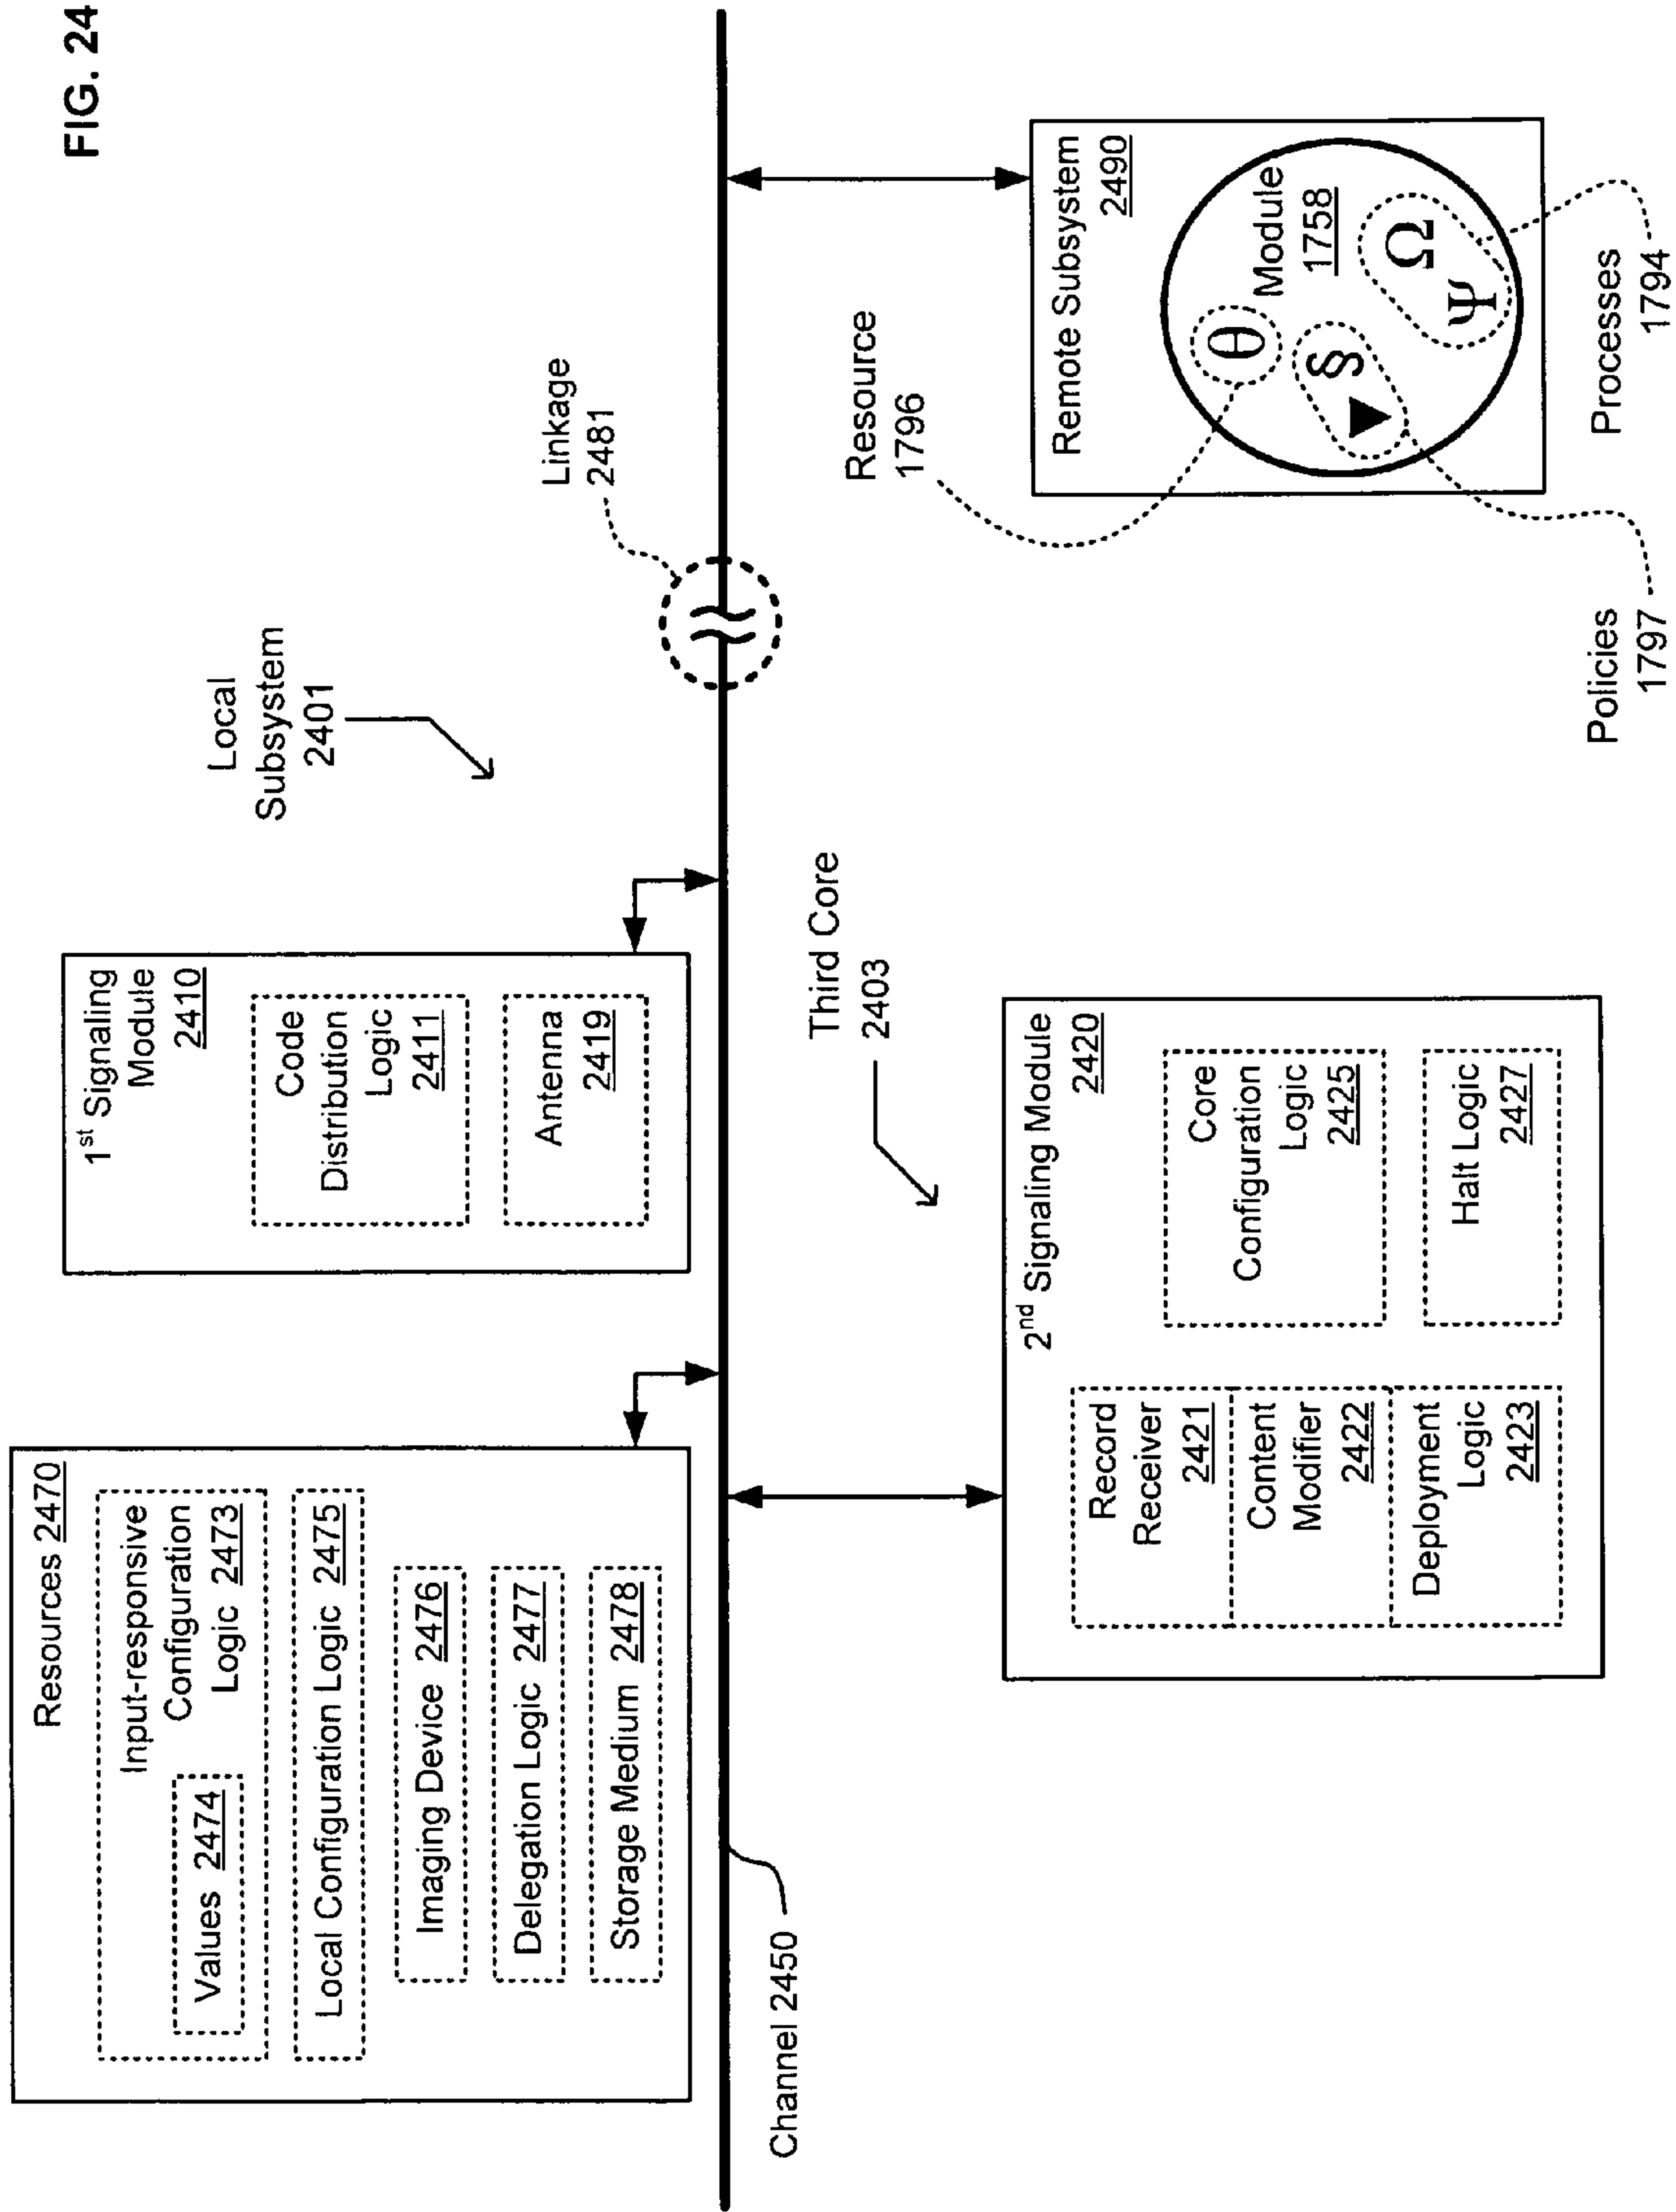 FIG. 24
Resources 2470
Input-responsive
Configuration
Logic 2473
Values 2474
Local Configuration Logic 2475
Imaging Device 2476
Delegation Logic 2477
Storage Medium 2478
1st Signaling
Module
2410
Code
Distribution
Logic
2411
Antenna
2419
Local
Subsystem
2401
Linkage
2481
Channel 2450
Third Core
2403
2nd Signaling Module
2420
Record
Receiver
2421
Content
Modifier
2422
Deployment
Logic
2423
Core
Configuration
Logic
2425
Halt Logic
2427
Resource
1796
Remote Subsystem
2490
Module
1758
θ
§
Ω
Ψ
Policies
1797
Processes
1794